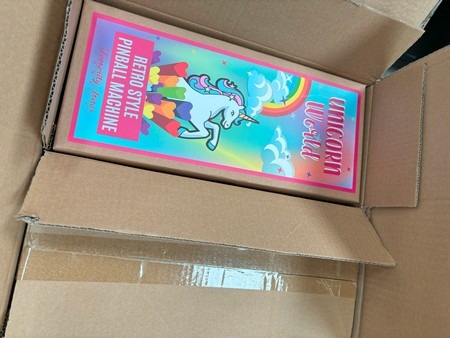 UNICORN
World
RETRO STYLE
PINBALL MACHINE